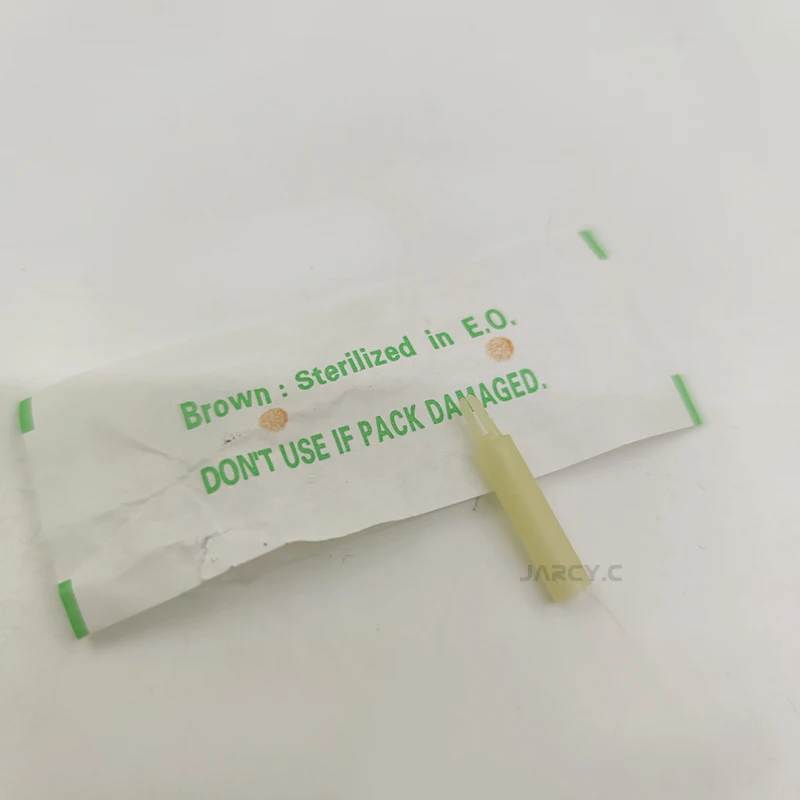 Brown : Sterilized in E.O.
DON'T USE IF PACK DAMAGED.
JARCY.C